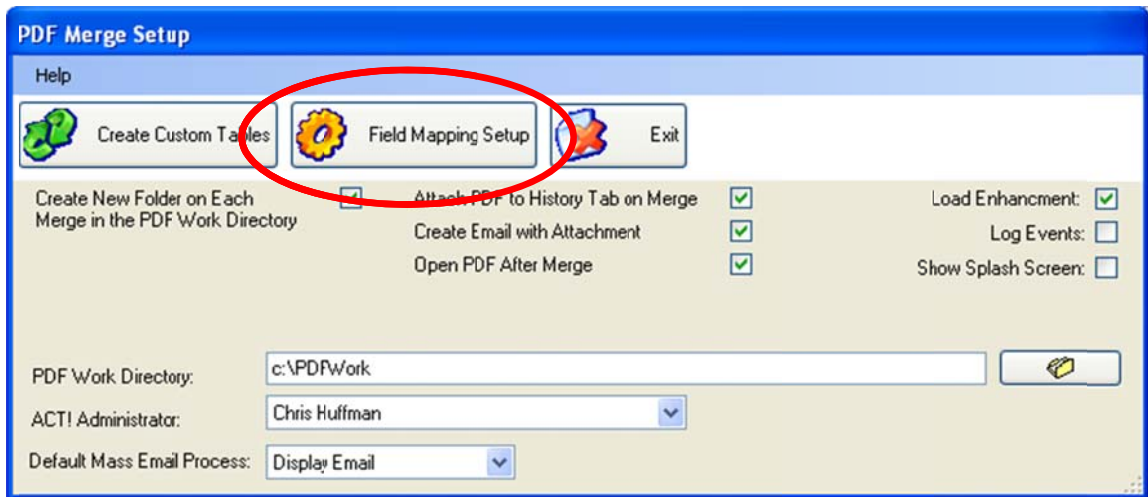 PDF Merge Setup
Help
Create Custom Tables
Field Mapping Setup
Exit
Create New Folder on Each
Merge in the PDF Work Directory
Attach PDF to History Tab on Merge
Create Email with Attachment
Open PDF After Merge
Load Enhancment:
Log Events:
Show Splash Screen:
PDF Work Directory:
c:\PDFWork
ACT! Administrator:
Chris Huffman
Default Mass Email Process:
Display Email